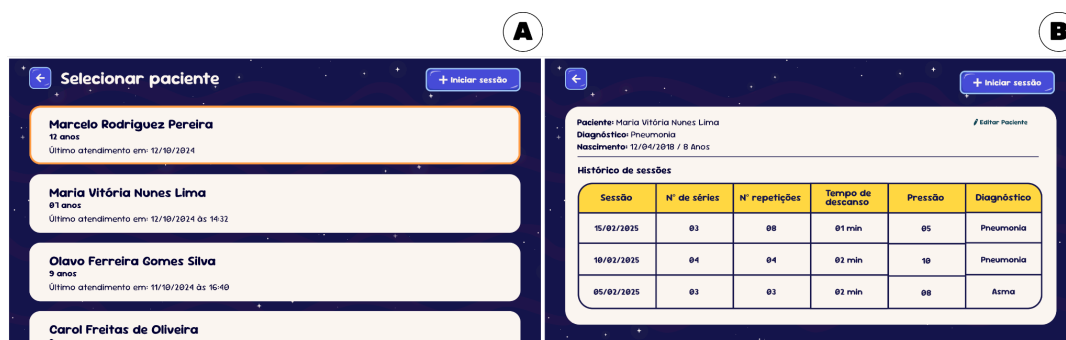 A
Selecionar paciente
+ Iniciar sessão
Marcelo Rodriguez Pereira
12 anos
Último atendimento em: 12/10/2024
Maria Vitória Nunes Lima
07 anos
Último atendimento em: 12/10/2024 às 14:32
Olavo Ferreira Gomes Silva
9 anos
Último atendimento em: 11/10/2024 às 16:40
Carol Freitas de Oliveira
B
+ Iniciar sessão
Paciente: Maria Vitória Nunes Lima
Editar Paciente
Diagnóstico: Pneumonia
Nascimento: 12/04/2018 / 8 Anos
Histórico de sessões
Sessão N° de séries N° repetições Tempo de descanso Pressão Diagnóstico
15/02/2025 03 08 01 min 05 Pneumonia
10/02/2025 04 04 02 min 10 Pneumonia
05/02/2025 03 03 02 min 08 Asma